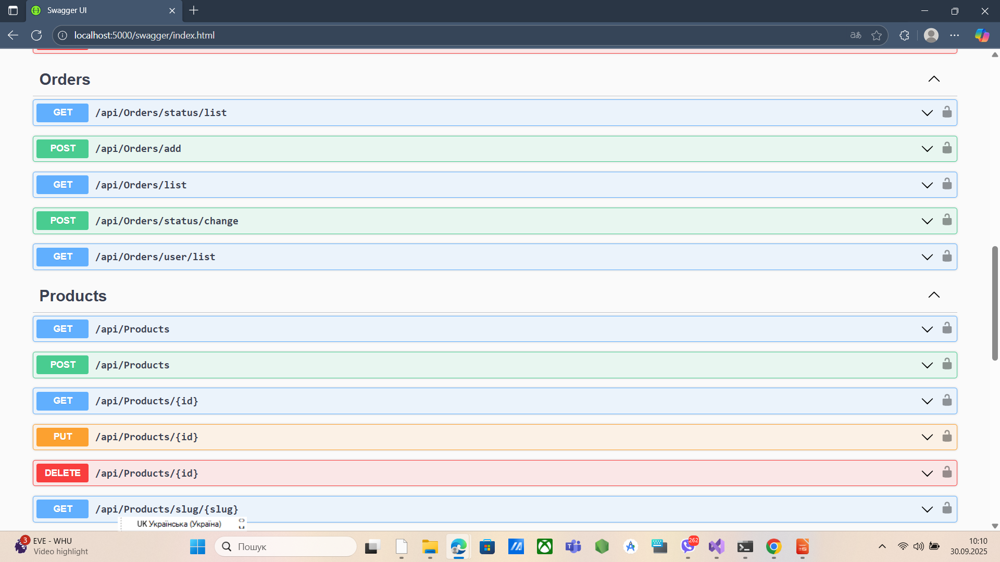 Swagger UI
localhost:5000/swagger/index.html
аあ
Orders
GET /api/Orders/status/list
POST /api/Orders/add
GET /api/Orders/list
POST /api/Orders/status/change
GET /api/Orders/user/list
Products
GET /api/Products
POST /api/Products
GET /api/Products/{id}
PUT /api/Products/{id}
DELETE /api/Products/{id}
GET /api/Products/slug/{slug}
UK Українська (Україна)
3
EVE - WHU
Video highlight
Пошук
262
10:10
30.09.2025